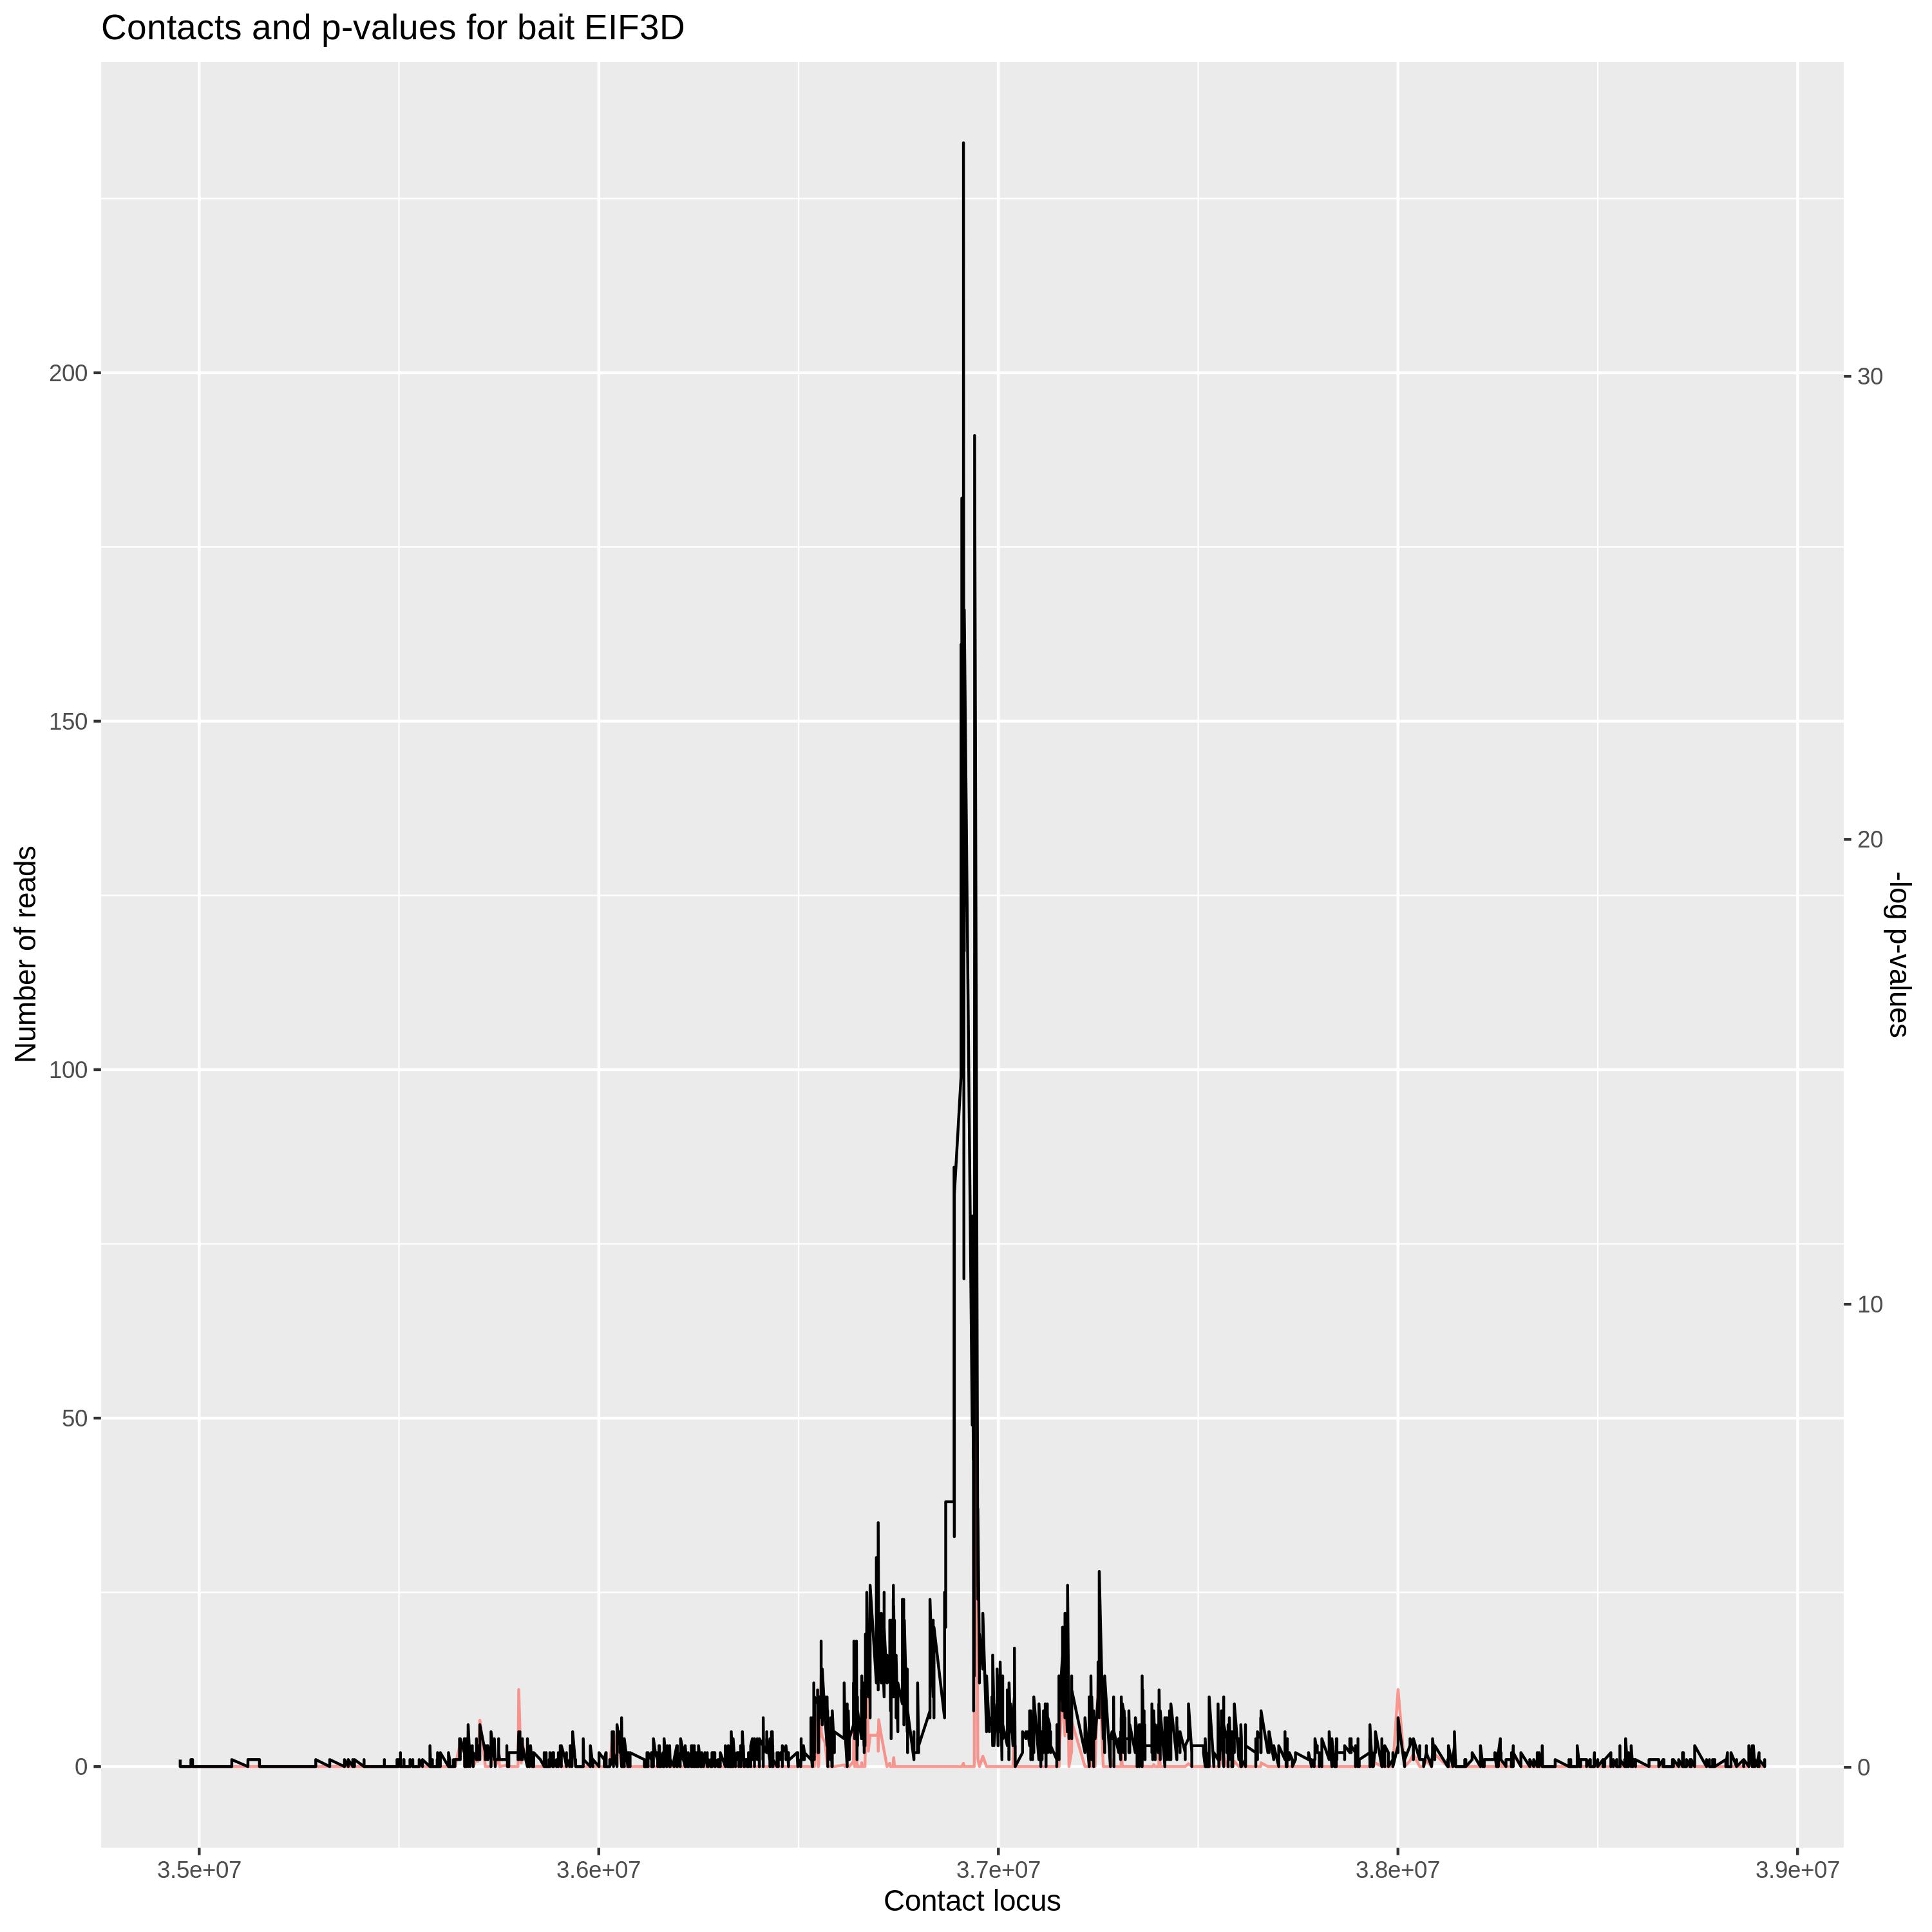 Contacts and p-values for bait EIF3D
200
150
100
50
0
Number of reads
30
20
10
0
-log p-values
3.5e+07
3.6e+07
3.7e+07
3.8e+07
3.9e+07
Contact locus